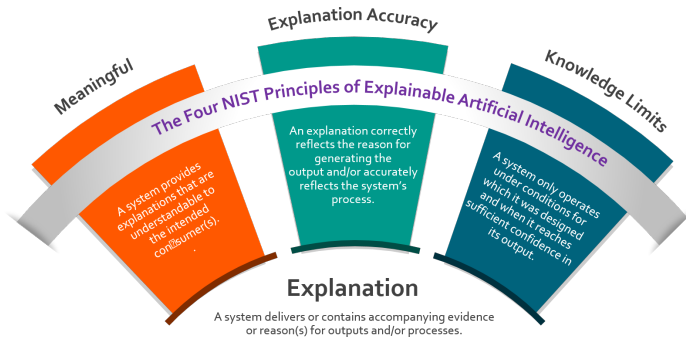 Explanation Accuracy
Meaningful
Knowledge Limits
The Four NIST Principles of Explainable Artificial Intelligence
A system provides
explanations that are
understandable to
the intended
con⍰sumer(s).
.
An explanation correctly
reflects the reason for
generating the
output and/or accurately
reflects the system's
process.
A system only operates
under conditions for
which it was designed
and when it reaches
sufficient confidence in
its output.
Explanation
A system delivers or contains accompanying evidence
or reason(s) for outputs and/or processes.